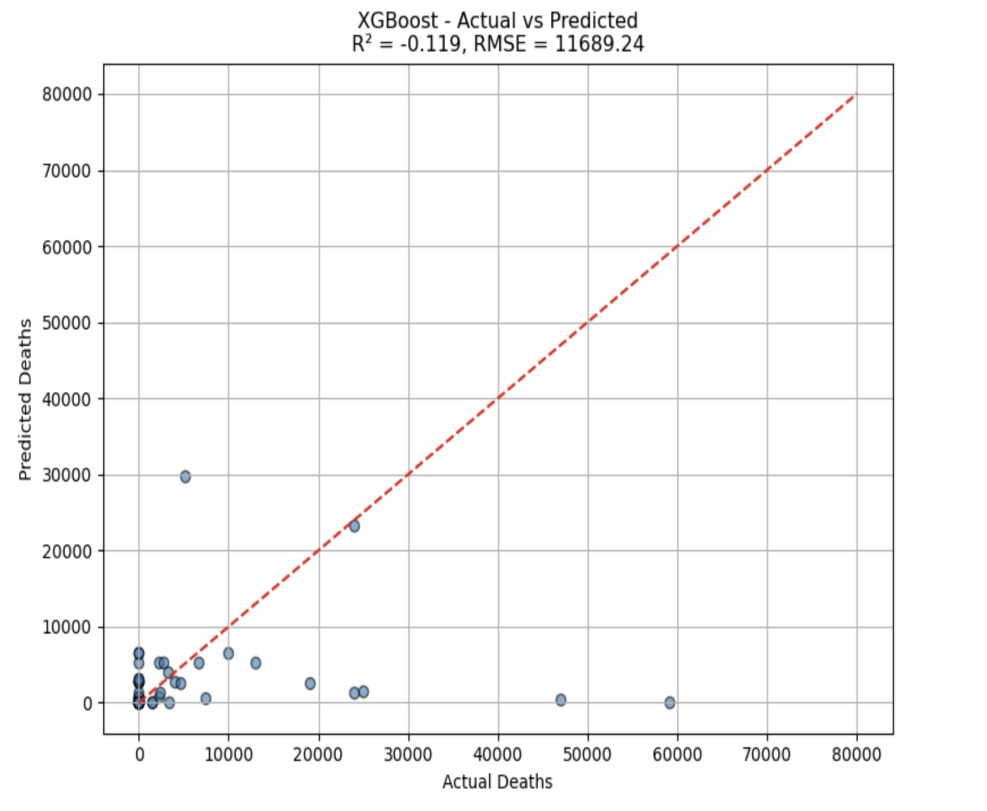 XGBoost - Actual vs Predicted
R² = -0.119, RMSE = 11689.24
80000
70000
60000
50000
40000
30000
20000
10000
0
Predicted Deaths
0 10000 20000 30000 40000 50000 60000 70000 80000
Actual Deaths